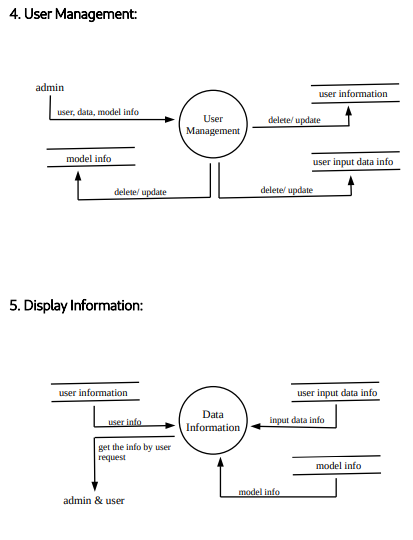 4. User Management:
admin
user, data, model info
User
Management
user information
delete/ update
model info
user input data info
delete/ update
delete/ update
5. Display Information:
user information
user info
Data
Information
user input data info
input data info
get the info by user
request
model info
admin & user
model info